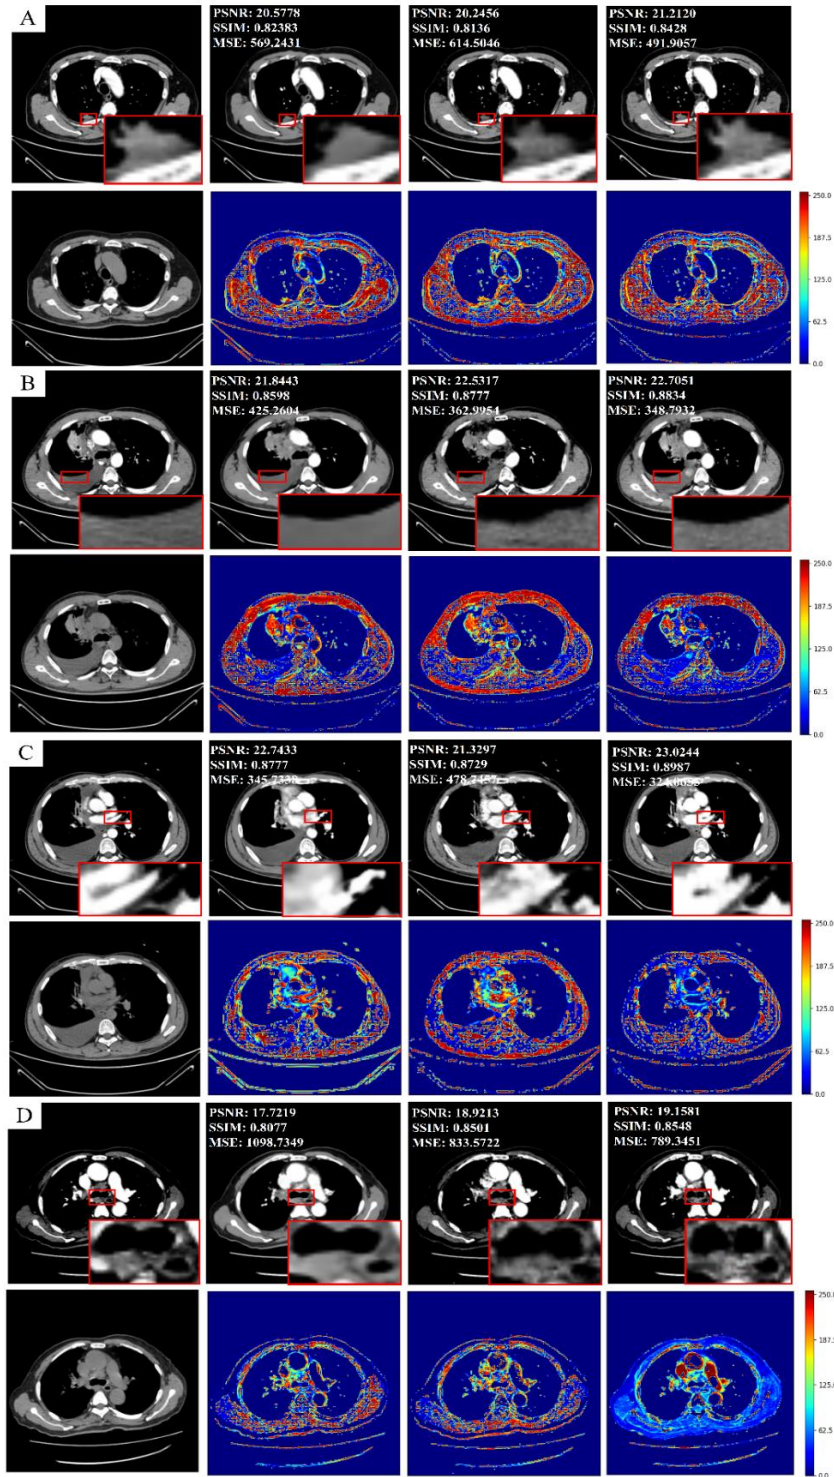 A
PSNR: 20.5778
SSIM: 0.82383
MSE: 569.2431
PSNR: 20.2456
SSIM: 0.8136
MSE: 614.5046
PSNR: 21.2120
SSIM: 0.8428
MSE: 491.9057
250.0
187.5
125.0
62.5
0.0
B
PSNR: 21.8443
SSIM: 0.8598
MSE: 425.2604
PSNR: 22.5317
SSIM: 0.8777
MSE: 362.9954
PSNR: 22.7051
SSIM: 0.8834
MSE: 348.7932
250.0
187.5
125.0
62.5
0.0
C
PSNR: 22.7433
SSIM: 0.8777
MSE:
PSNR: 21.3297
SSIM: 0.8729
MSE:
PSNR: 23.0244
SSIM: 0.8987
MSE:
250.0
187.5
125.0
62.5
0.0
D
PSNR: 17.7219
SSIM: 0.8077
MSE: 1098.7349
PSNR: 18.9213
SSIM: 0.8501
MSE: 833.5722
PSNR: 19.1581
SSIM: 0.8548
MSE: 789.3451
250.0
187.5
125.0
62.5
0.0